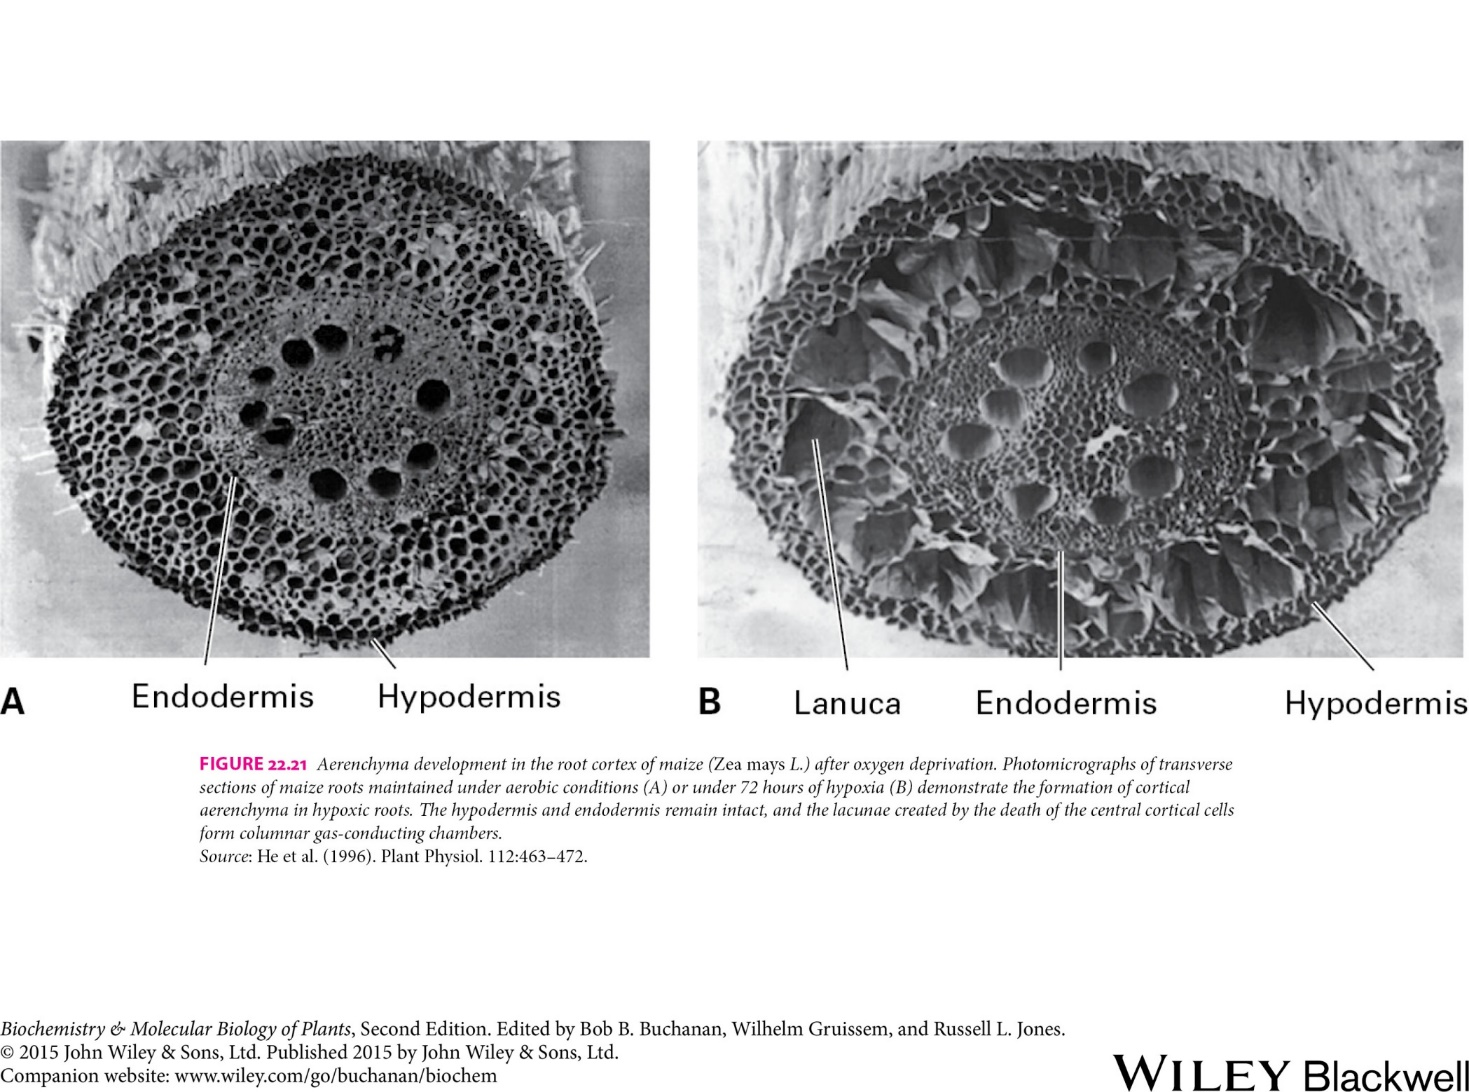 Endodermis
Hypodermis
A
B
Lanuca
Endodermis
Hypodermis
FIGURE 22.21 Aerenchyma development in the root cortex of maize (Zea mays L.) after oxygen deprivation. Photomicrographs of transverse
sections of maize roots maintained under aerobic conditions (A) or under 72 hours of hypoxia (B) demonstrate the formation of cortical
aerenchyma in hypoxic roots. The hypodermis and endodermis remain intact, and the lacunae created by the death of the central cortical cells
form columnar gas-conducting chambers.
Source: He et al. (1996). Plant Physiol. 112:463–472.
Biochemistry & Molecular Biology of Plants, Second Edition. Edited by Bob B. Buchanan, Wilhelm Gruissem, and Russell L. Jones.
© 2015 John Wiley & Sons, Ltd. Published 2015 by John Wiley & Sons, Ltd.
Companion website: www.wiley.com/go/buchanan/biochem
WILEY Blackwell